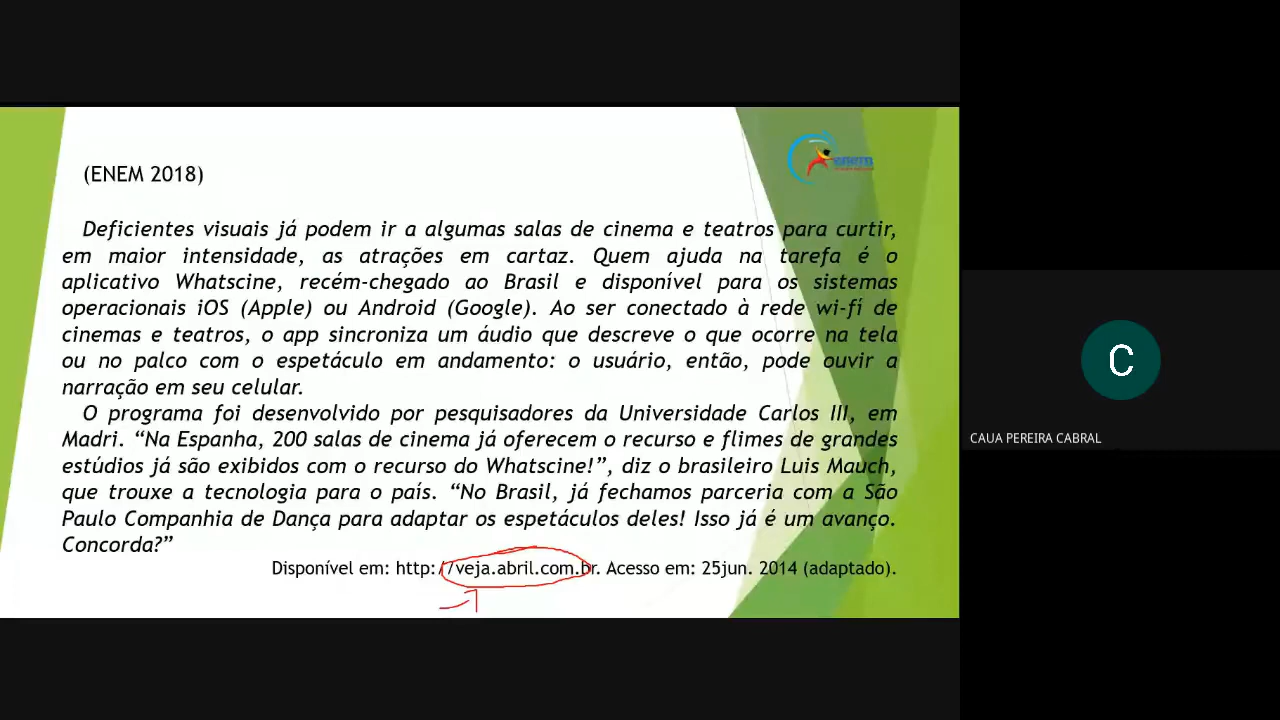 (ENEM 2018)
Deficientes visuais já podem ir a algumas salas de cinema e teatros para curtir,
em maior intensidade, as atrações em cartaz. Quem ajuda na tarefa é o
aplicativo Whatscine, recém-chegado ao Brasil e disponível para os sistemas
operacionais iOS (Apple) ou Android (Google). Ao ser conectado à rede wi-fí de
cinemas e teatros, o app sincroniza um áudio que descreve o que ocorre na tela
ou no palco com o espetáculo em andamento: o usuário, então, pode ouvir a
narração em seu celular.
O programa foi desenvolvido por pesquisadores da Universidade Carlos III, em
Madri. “Na Espanha, 200 salas de cinema já oferecem o recurso e flimes de grandes
estúdios já são exibidos com o recurso do Whatscine!”, diz o brasileiro Luis Mauch,
que trouxe a tecnologia para o país. “No Brasil, já fechamos parceria com a São
Paulo Companhia de Dança para adaptar os espetáculos deles! Isso já é um avanço.
Concorda?”
Disponível em: http://veja.abril.com.br. Acesso em: 25jun. 2014 (adaptado).
C
CAUA PEREIRA CABRAL